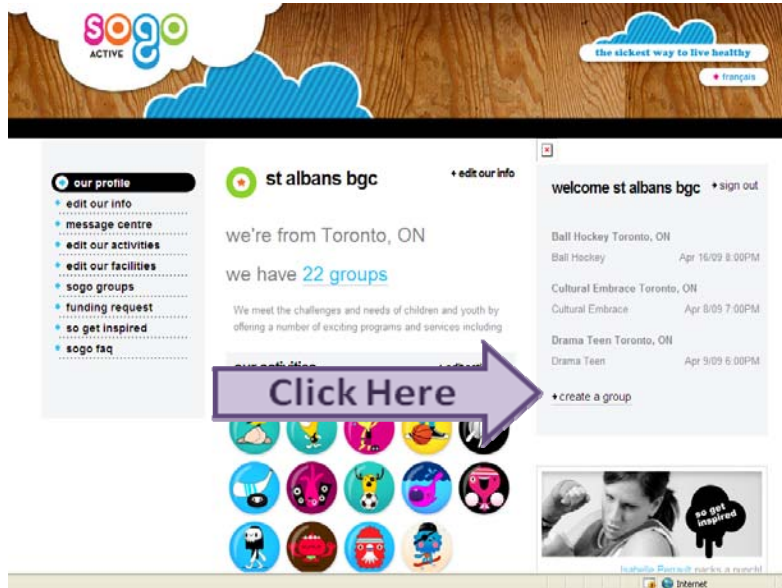 sogo
ACTIVE
the sickest way to live healthy
français
our profile
edit our info
message centre
edit our activities
edit our facilities
sogo groups
funding request
so get inspired
sogo faq
st albans bgc
edit our info
we're from Toronto, ON
we have 22 groups
We meet the challenges and needs of children and youth by
offering a number of exciting programs and services including
our activities
Click Here
welcome st albans bgc
sign out
Ball Hockey Toronto, ON
Ball Hockey Apr 16/09 8:00PM
Cultural Embrace Toronto, ON
Cultural Embrace Apr 8/09 7:00PM
Drama Teen Toronto, ON
Drama Teen Apr 9/09 6:00PM
create a group
so get
inspired
Isabelle Perrault packs a punch!
Internet